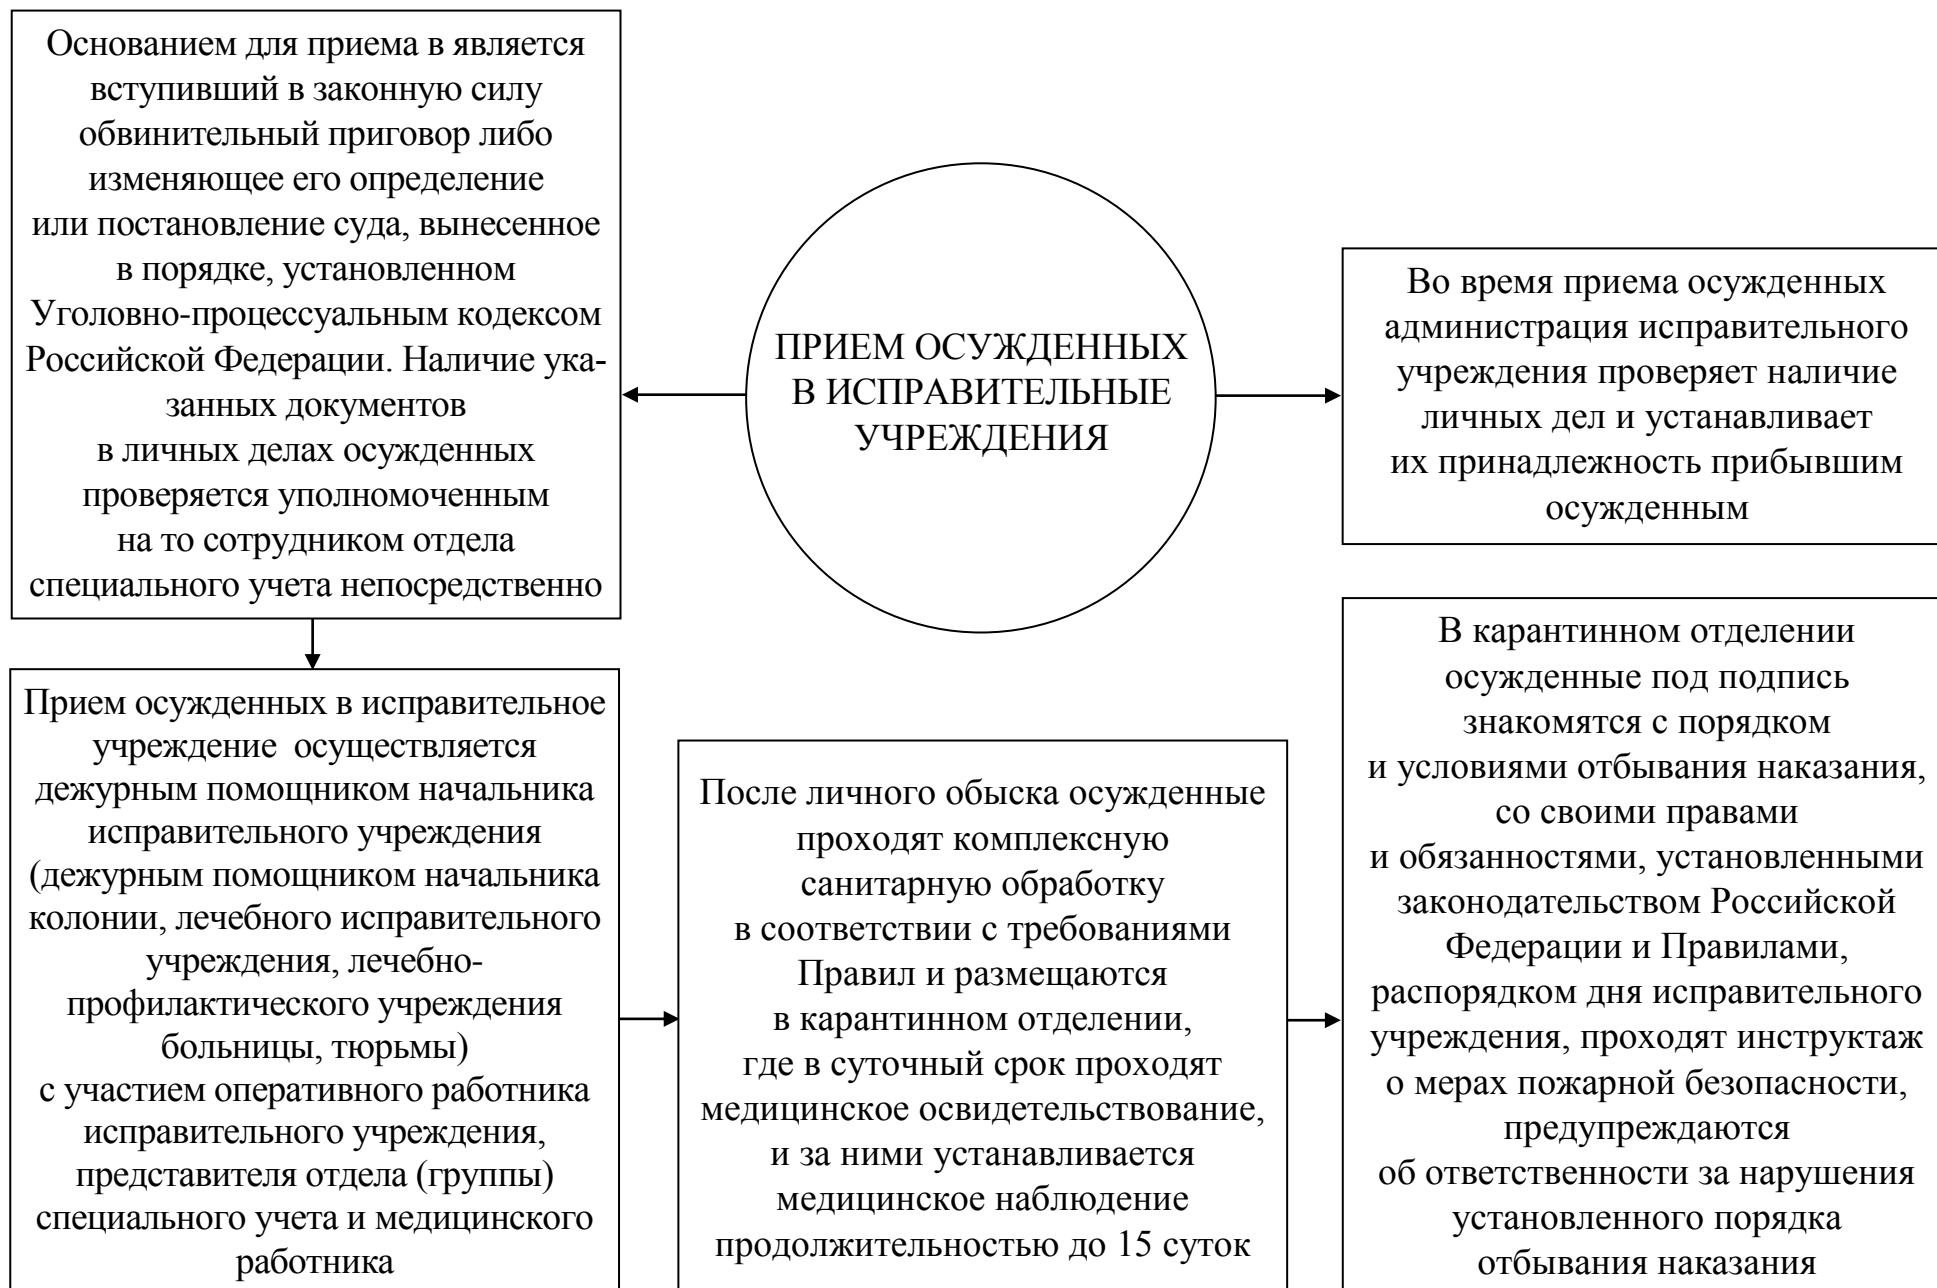 Основанием для приема в является
вступивший в законную силу
обвинительный приговор либо
изменяющее его определение
или постановление суда, вынесенное
в порядке, установленном
Уголовно-процессуальным кодексом
Российской Федерации. Наличие ука-
занных документов
в личных делах осужденных
проверяется уполномоченным
на то сотрудником отдела
специального учета непосредственно
ПРИЕМ ОСУЖДЕННЫХ
В ИСПРАВИТЕЛЬНЫЕ
УЧРЕЖДЕНИЯ
Во время приема осужденных
администрация исправительного
учреждения проверяет наличие
личных дел и устанавливает
их принадлежность прибывшим
осужденным
Прием осужденных в исправительное
учреждение осуществляется
дежурным помощником начальника
исправительного учреждения
(дежурным помощником начальника
колонии, лечебного исправительного
учреждения, лечебно-
профилактического учреждения
больницы, тюрьмы)
с участием оперативного работника
исправительного учреждения,
представителя отдела (группы)
специального учета и медицинского
работника
После личного обыска осужденные
проходят комплексную
санитарную обработку
в соответствии с требованиями
Правил и размещаются
в карантинном отделении,
где в суточный срок проходят
медицинское освидетельствование,
и за ними устанавливается
медицинское наблюдение
продолжительностью до 15 суток
В карантинном отделении
осужденные под подпись
знакомятся с порядком
и условиями отбывания наказания,
со своими правами
и обязанностями, установленными
законодательством Российской
Федерации и Правилами,
распорядком дня исправительного
учреждения, проходят инструктаж
о мерах пожарной безопасности,
предупреждаются
об ответственности за нарушения
установленного порядка
отбывания наказания